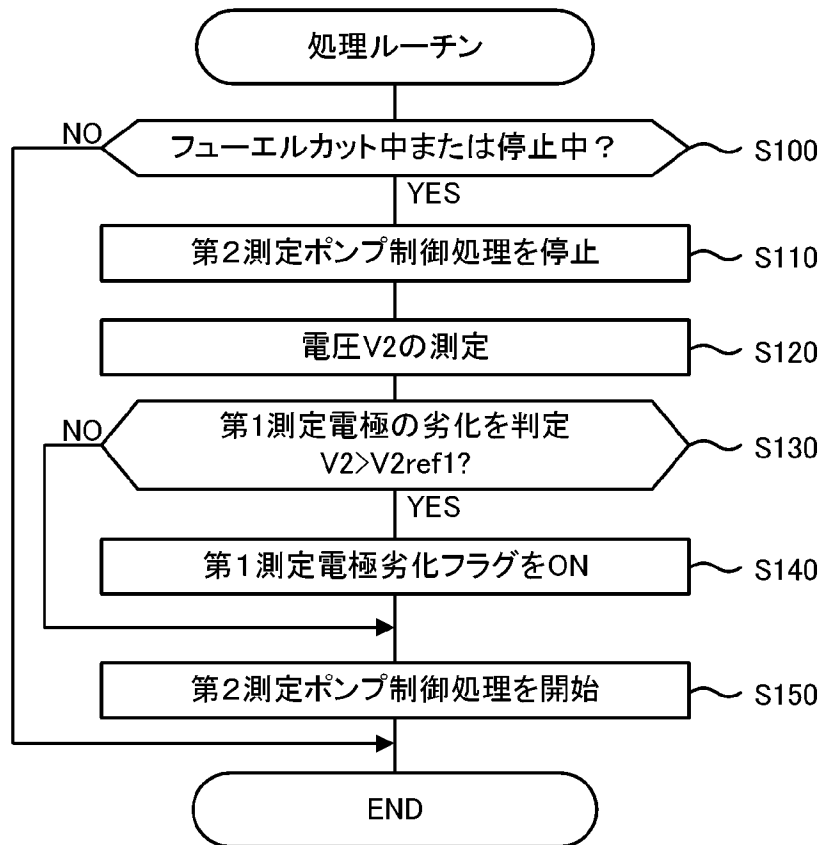 処理ルーチン
NO
フューエルカット中または停止中？
S100
YES
第2測定ポンプ制御処理を停止
S110
電圧V2の測定
S120
NO
第1測定電極の劣化を判定
V2>V2ref1?
S130
YES
第1測定電極劣化フラグをON
S140
第2測定ポンプ制御処理を開始
S150
END